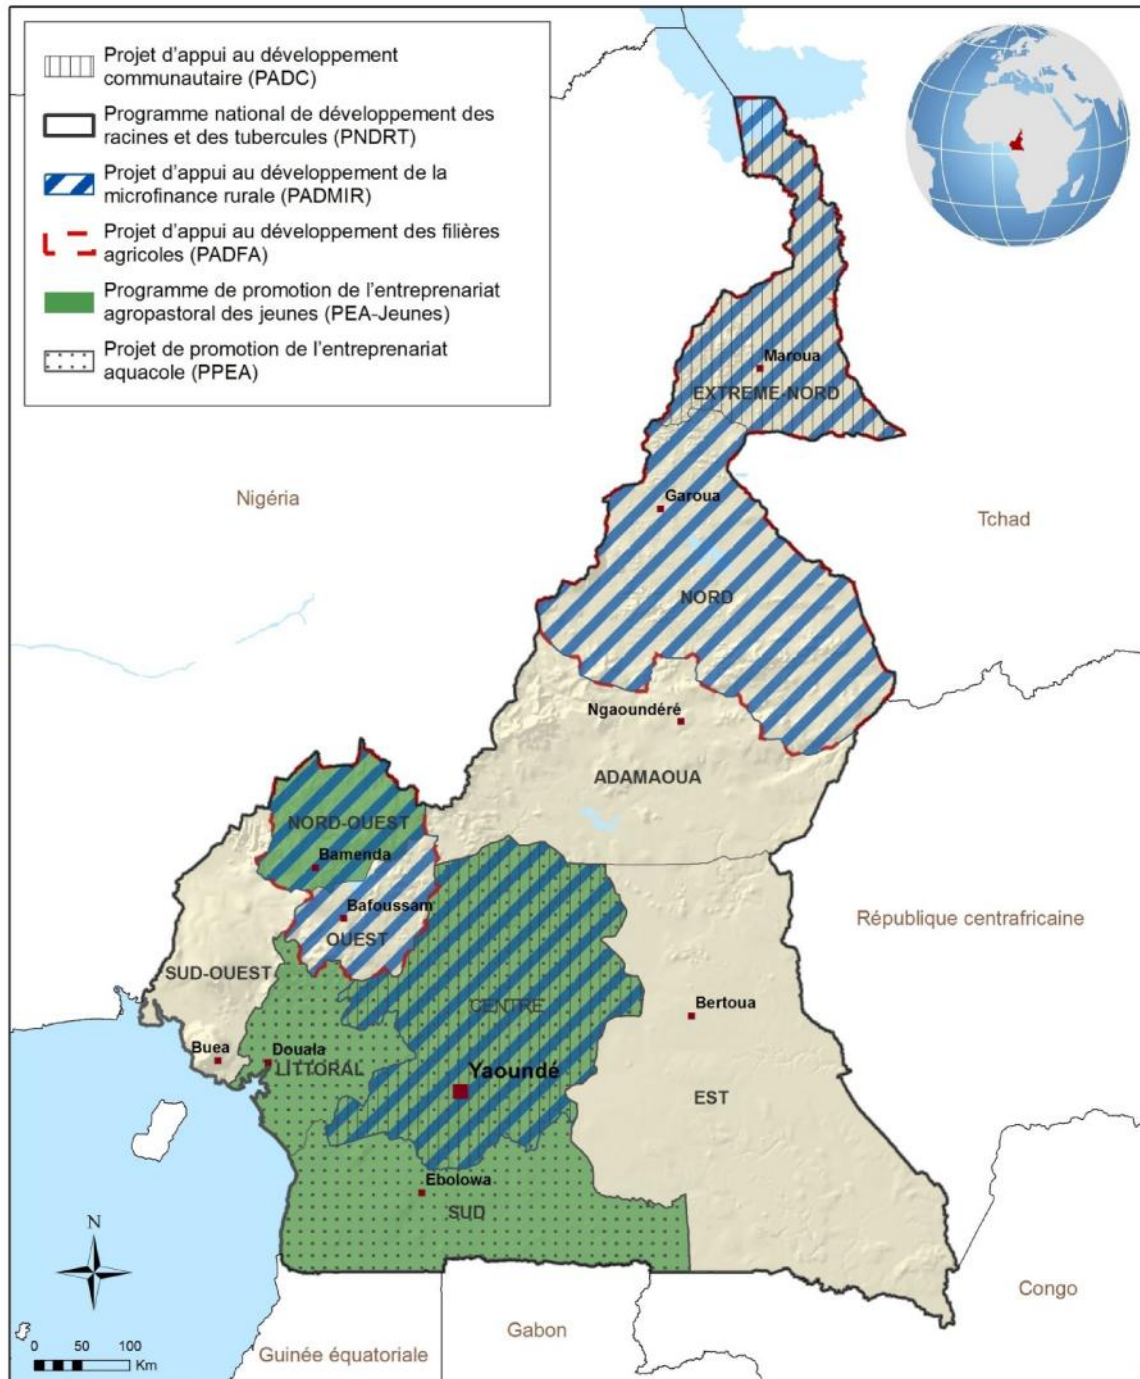 Projet d'appui au développement
communautaire (PADC)
Programme national de développement des
racines et des tubercules (PNDRT)
Projet d'appui au développement de la
microfinance rurale (PADMIR)
Projet d'appui au développement des filières
agricoles (PADFA)
Programme de promotion de l'entreprenariat
agropastoral des jeunes (PEA-Jeunes)
Projet de promotion de l'entreprenariat
aquacole (PPEA)
Maroua
EXTREME-NORD
Nigéria
Garoua
Tchad
NORD
Ngaoundéré
ADAMAOUA
NORD-OUEST
Bamenda
Bafoussam
OUEST
République centrafricaine
SUD-OUEST
CENTRE
Bertoua
Buea
Douala
LITTORAL
Yaoundé
EST
Ebolowa
SUD
N
Congo
Gabon
Guinée équatoriale
0 50 100
Km